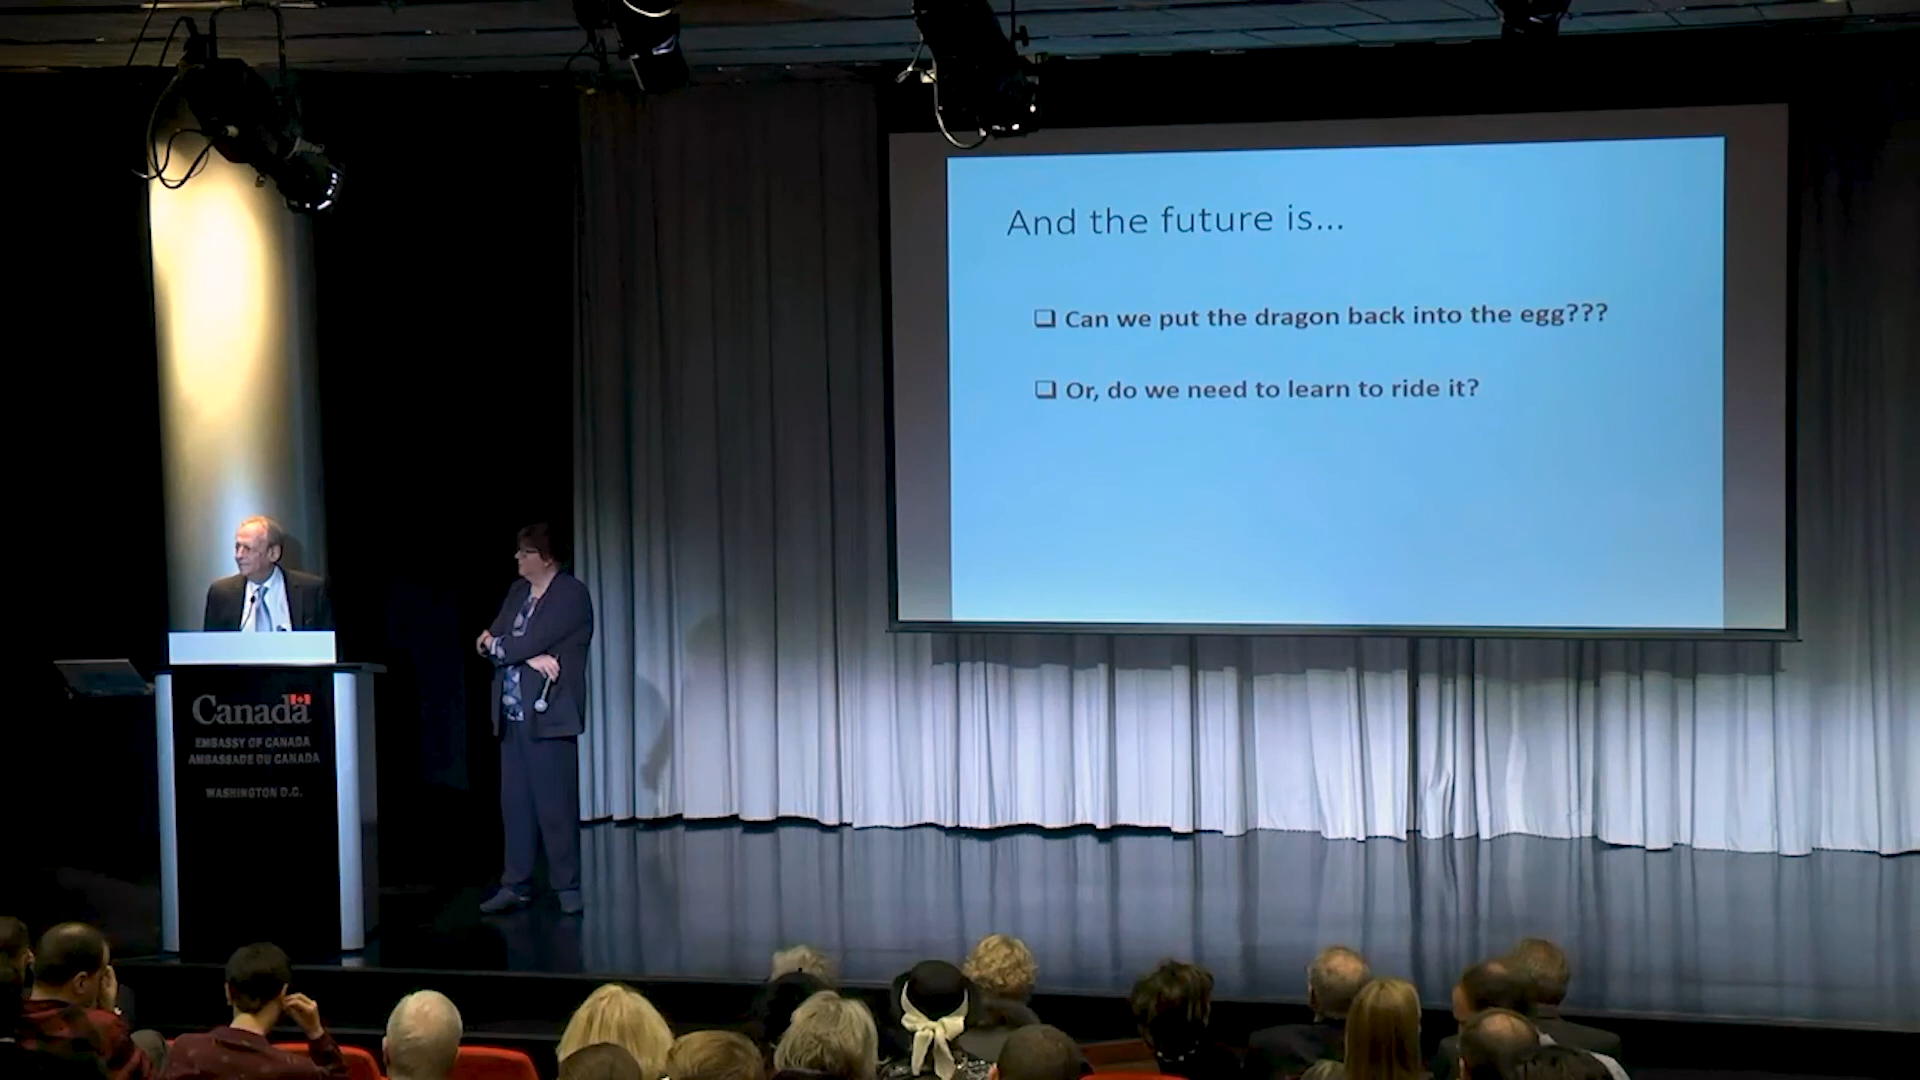 And the future is...
❑ Can we put the dragon back into the egg???
❑ Or, do we need to learn to ride it?
Canada
EMBASSY OF CANADA
AMBASSADE DU CANADA
WASHINGTON D.C.